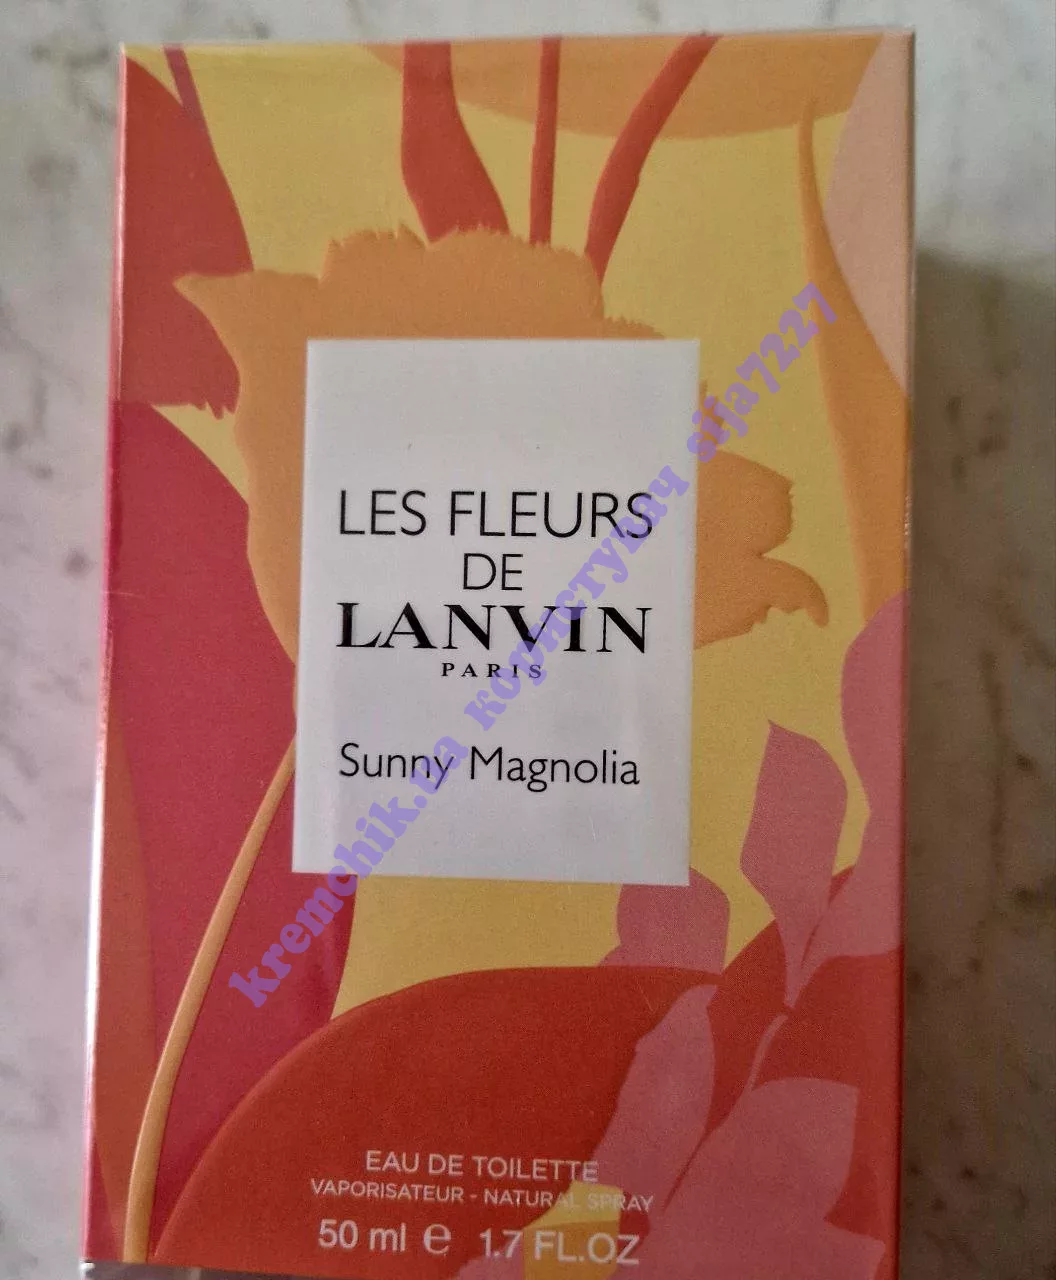 LES FLEURS
DE
LANVIN
PARIS
Sunny Magnolia
EAU DE TOILETTE
VAPORISATEUR - NATURAL SPRAY
50 ml e 1.7 FL.OZ
kremchik.ua користувач sija7227